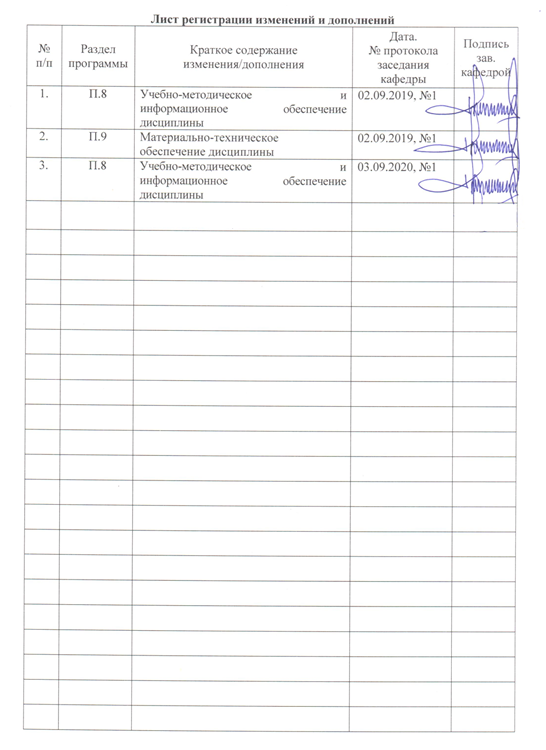 Лист регистрации изменений и дополнений
№
п/п
Раздел
программы
Краткое содержание
изменения/дополнения
Дата.
№ протокола
заседания
кафедры
Подпись
зав.
кафедрой
1.
П.8
Учебно-методическое и
информационное обеспечение
дисциплины
02.09.2019, №1
2.
П.9
Материально-техническое
обеспечение дисциплины
02.09.2019, №1
3.
П.8
Учебно-методическое и
информационное обеспечение
дисциплины
03.09.2020, №1